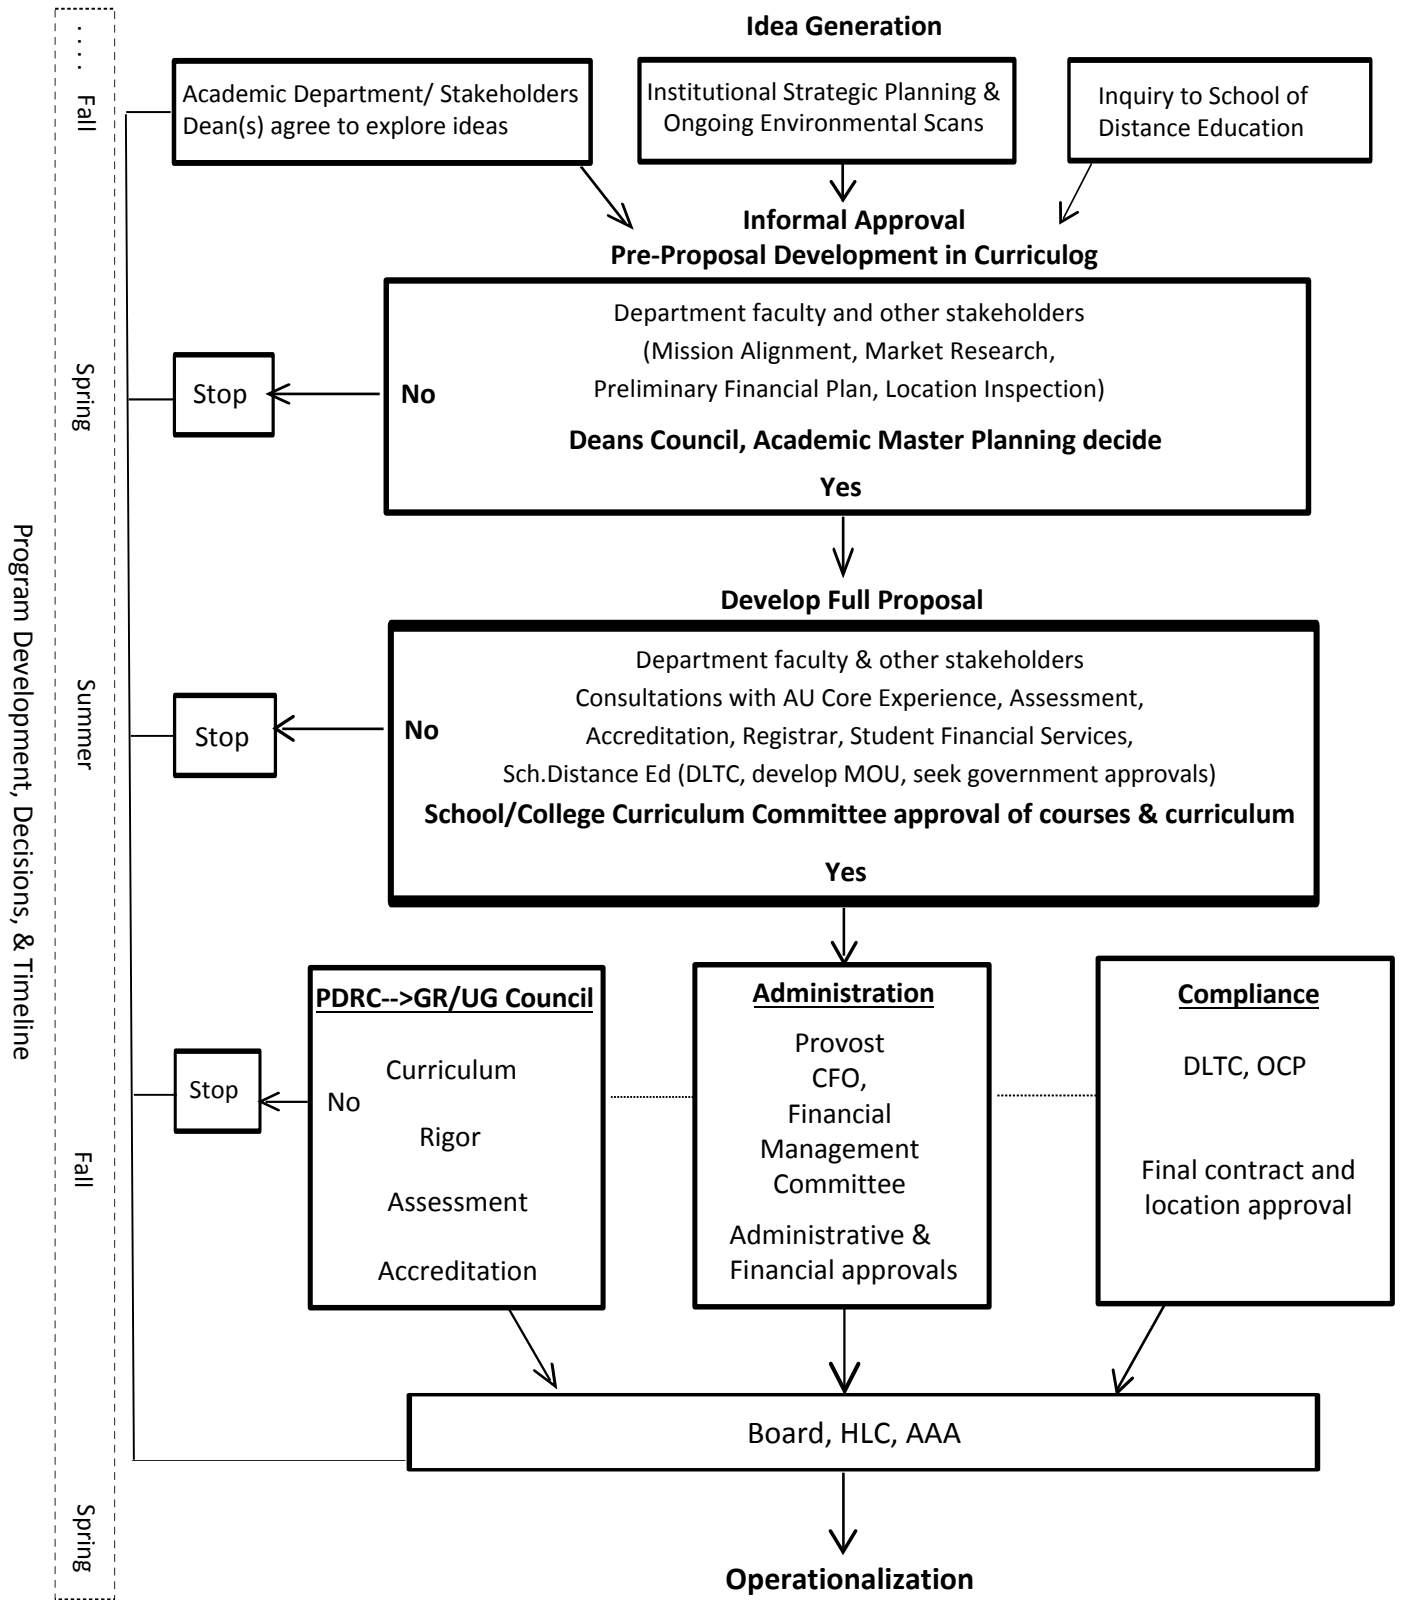 Idea Generation
. . . .
Fall
Academic Department/ Stakeholders
Dean(s) agree to explore ideas
Institutional Strategic Planning &
Ongoing Environmental Scans
Inquiry to School of
Distance Education
Informal Approval
Pre-Proposal Development in Curriculog
Spring
Stop
No
Department faculty and other stakeholders
(Mission Alignment, Market Research,
Preliminary Financial Plan, Location Inspection)
Deans Council, Academic Master Planning decide
Yes
Program Development, Decisions, & Timeline
Develop Full Proposal
Summer
Stop
No
Department faculty & other stakeholders
Consultations with AU Core Experience, Assessment,
Accreditation, Registrar, Student Financial Services,
Sch.Distance Ed (DLTC, develop MOU, seek government approvals)
School/College Curriculum Committee approval of courses & curriculum
Yes
Fall
Stop
No
PDRC-->GR/UG Council
Curriculum
Rigor
Assessment
Accreditation
Administration
Provost
CFO,
Financial
Management
Committee
Administrative &
Financial approvals
Compliance
DLTC, OCP
Final contract and
location approval
Board, HLC, AAA
Spring
Operationalization